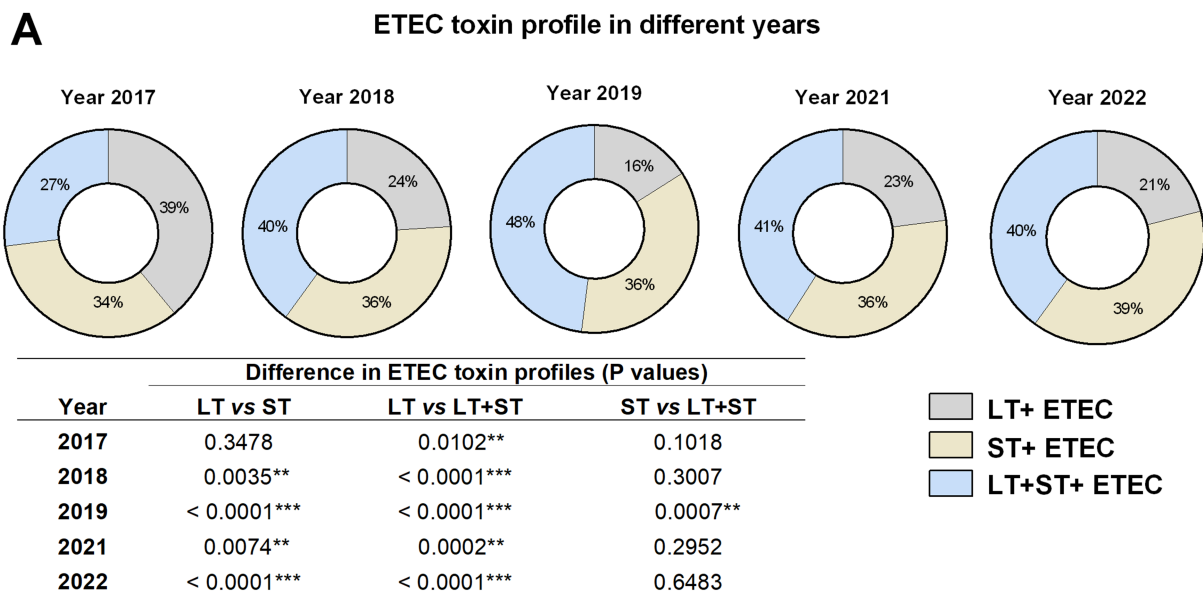 A
ETEC toxin profile in different years
Year 2017
Year 2018
Year 2019
Year 2021
Year 2022
27%
39%
34%
40%
24%
36%
48%
16%
36%
41%
23%
36%
40%
21%
39%
Difference in ETEC toxin profiles (P values)
Year LT vs ST LT vs LT+ST ST vs LT+ST
2017 0.3478 0.0102** 0.1018
2018 0.0035** < 0.0001*** 0.3007
2019 < 0.0001*** < 0.0001*** 0.0007**
2021 0.0074** 0.0002** 0.2952
2022 < 0.0001*** < 0.0001*** 0.6483
LT+ ETEC
ST+ ETEC
LT+ST+ ETEC